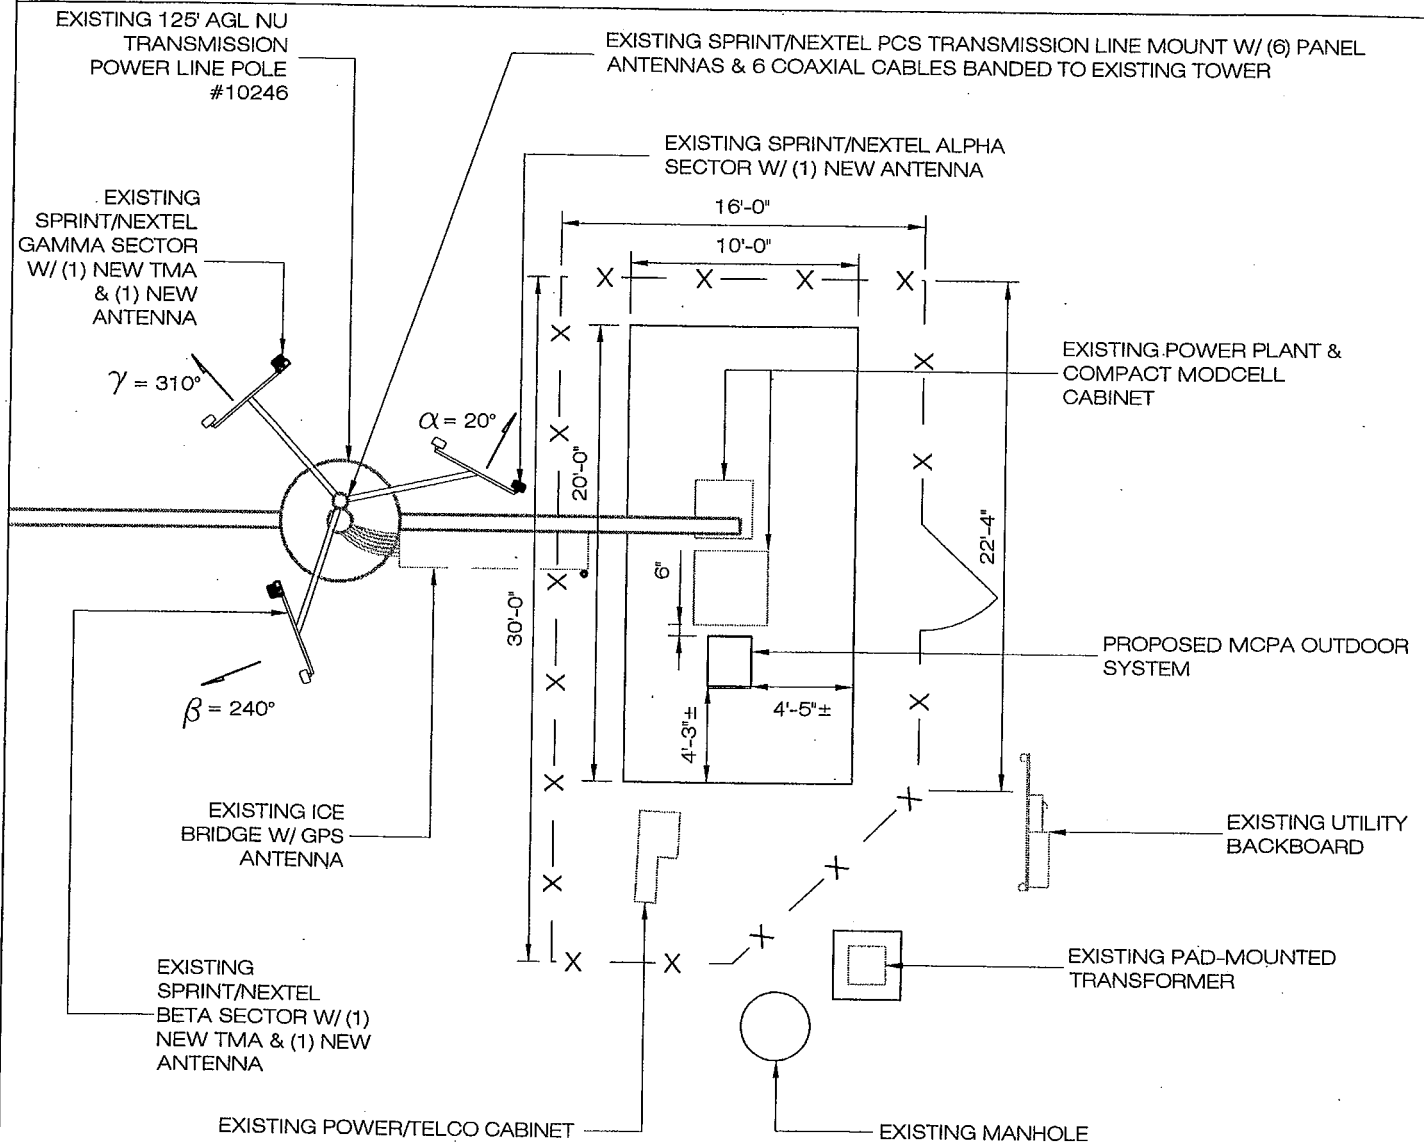 EXISTING 125' AGL NU
TRANSMISSION
POWER LINE POLE
#10246
EXISTING SPRINT/NEXTEL PCS TRANSMISSION LINE MOUNT W/ (6) PANEL
ANTENNAS & 6 COAXIAL CABLES BANDED TO EXISTING TOWER
EXISTING SPRINT/NEXTEL ALPHA
SECTOR W/ (1) NEW ANTENNA
EXISTING
SPRINT/NEXTEL
GAMMA SECTOR
W/ (1) NEW TMA
& (1) NEW
ANTENNA
16'-0"
10'-0"
X X X X
X
X
X
X
X
X
X
X
X
X
X
X
X
X
X X
γ = 310°
α = 20°
β = 240°
20'-0"
30'-0"
22'-4"
6"
4'-3"±
4'-5"±
EXISTING POWER PLANT &
COMPACT MODCELL
CABINET
PROPOSED MCPA OUTDOOR
SYSTEM
EXISTING ICE
BRIDGE W/ GPS
ANTENNA
EXISTING UTILITY
BACKBOARD
EXISTING
SPRINT/NEXTEL
BETA SECTOR W/ (1)
NEW TMA & (1) NEW
ANTENNA
EXISTING PAD-MOUNTED
TRANSFORMER
EXISTING POWER/TELCO CABINET
EXISTING MANHOLE